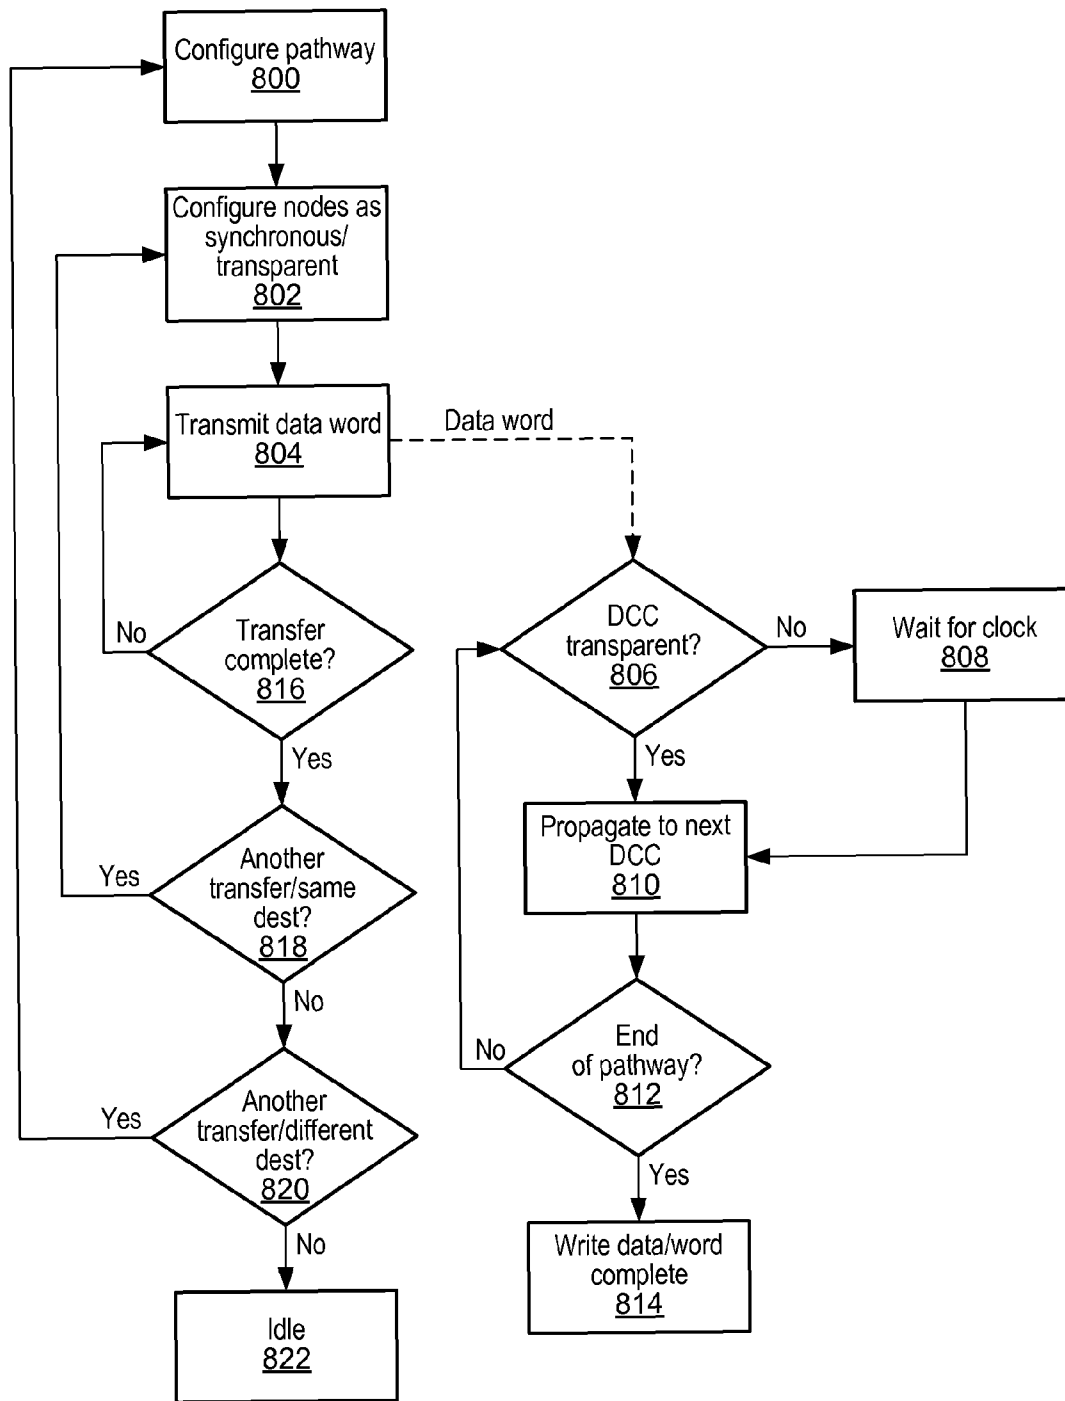 Configure pathway
800
Configure nodes as
synchronous/
transparent
802
Transmit data word
804
Data word
Transfer
complete?
816
No
Yes
DCC
transparent?
806
No
Yes
Wait for clock
808
Propagate to next
DCC
810
Another
transfer/same
dest?
818
Yes
No
End
of pathway?
812
No
Yes
Another
transfer/different
dest?
820
Yes
No
Write data/word
complete
814
Idle
822